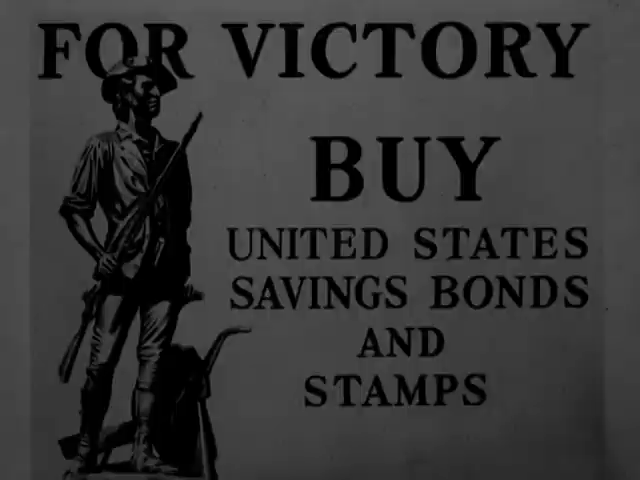 FOR VICTORY
BUY
UNITED STATES
SAVINGS BONDS
AND
STAMPS